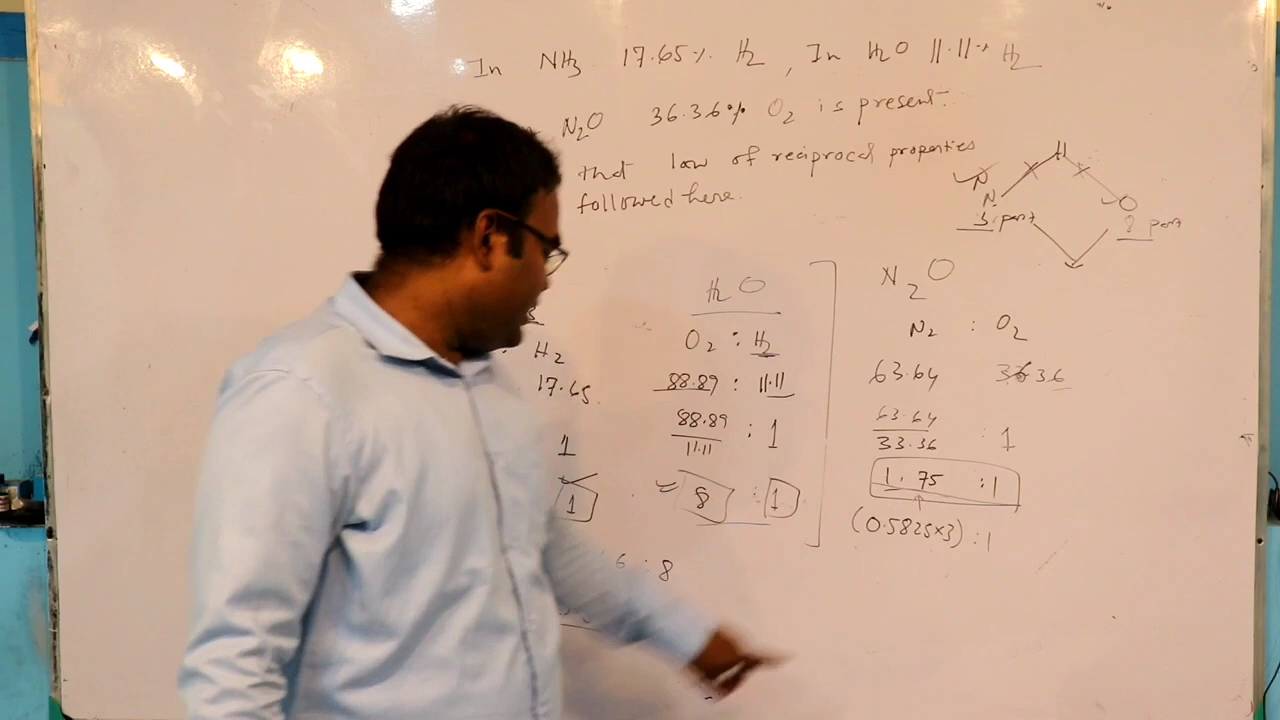 In NH3 17.65% H2, In H2O 11.11% H2
N2O 36.36% O2 is present.
that low of reciprocal properties
followed here.
H
N
N
O
3 part
8 part
H2
17.65
1
1
6 : 8
H2O
O2 : H2
88.89 : 11.11
88.89
11.11
: 1
8 : 1
N2O
N2 : O2
63.64 36.36
63.64
33.36
: 1
1.75 : 1
(0.5825×3) : 1